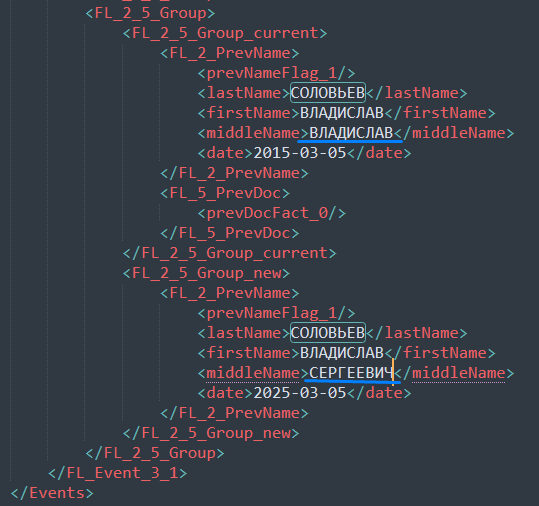 <FL_2_5_Group>
<FL_2_5_Group_current>
<FL_2_PrevName>
<prevNameFlag_1/>
<lastName>СОЛОВЬЕВ</lastName>
<firstName>ВЛАДИСЛАВ</firstName>
<middleName>ВЛАДИСЛАВ</middleName>
<date>2015-03-05</date>
</FL_2_PrevName>
<FL_5_PrevDoc>
<prevDocFact_0/>
</FL_5_PrevDoc>
</FL_2_5_Group_current>
<FL_2_5_Group_new>
<FL_2_PrevName>
<prevNameFlag_1/>
<lastName>СОЛОВЬЕВ</lastName>
<firstName>ВЛАДИСЛАВ</firstName>
<middleName>СЕРГЕЕВИЧ</middleName>
<date>2025-03-05</date>
</FL_2_PrevName>
</FL_2_5_Group_new>
</FL_2_5_Group>
</FL_Event_3_1>
</Events>